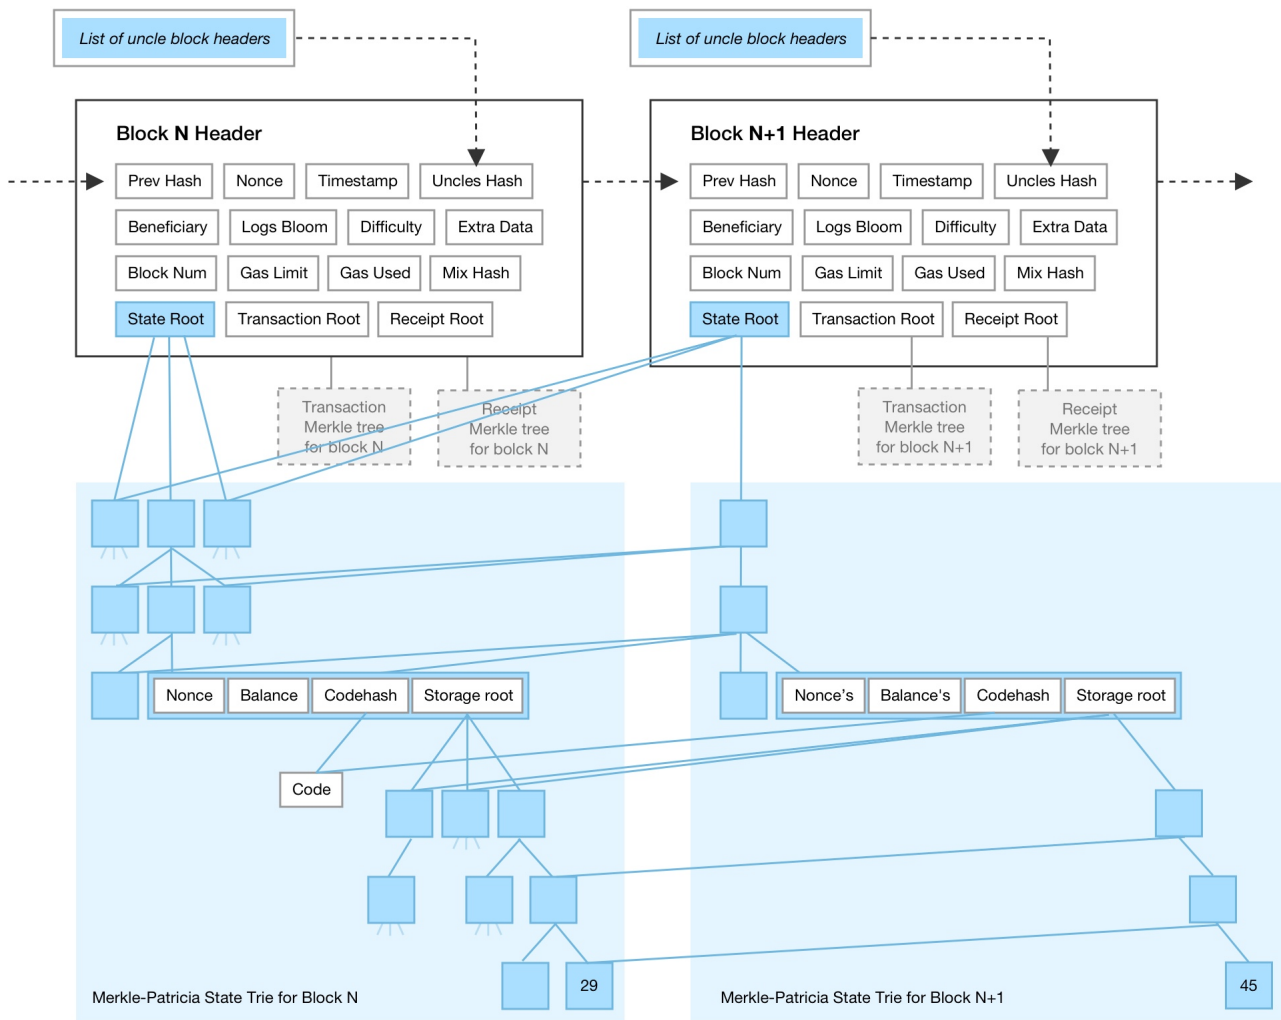 List of uncle block headers
List of uncle block headers
Block N Header
Prev Hash
Nonce
Timestamp
Uncles Hash
Beneficiary
Logs Bloom
Difficulty
Extra Data
Block Num
Gas Limit
Gas Used
Mix Hash
State Root
Transaction Root
Receipt Root
Block N+1 Header
Prev Hash
Nonce
Timestamp
Uncles Hash
Beneficiary
Logs Bloom
Difficulty
Extra Data
Block Num
Gas Limit
Gas Used
Mix Hash
State Root
Transaction Root
Receipt Root
Transaction
Merkle tree
for block N
Receipt
Merkle tree
for bolck N
Transaction
Merkle tree
for block N+1
Receipt
Merkle tree
for bolck N+1
Nonce
Balance
Codehash
Storage root
Nonce's
Balance's
Codehash
Storage root
Code
29
45
Merkle-Patricia State Trie for Block N
Merkle-Patricia State Trie for Block N+1